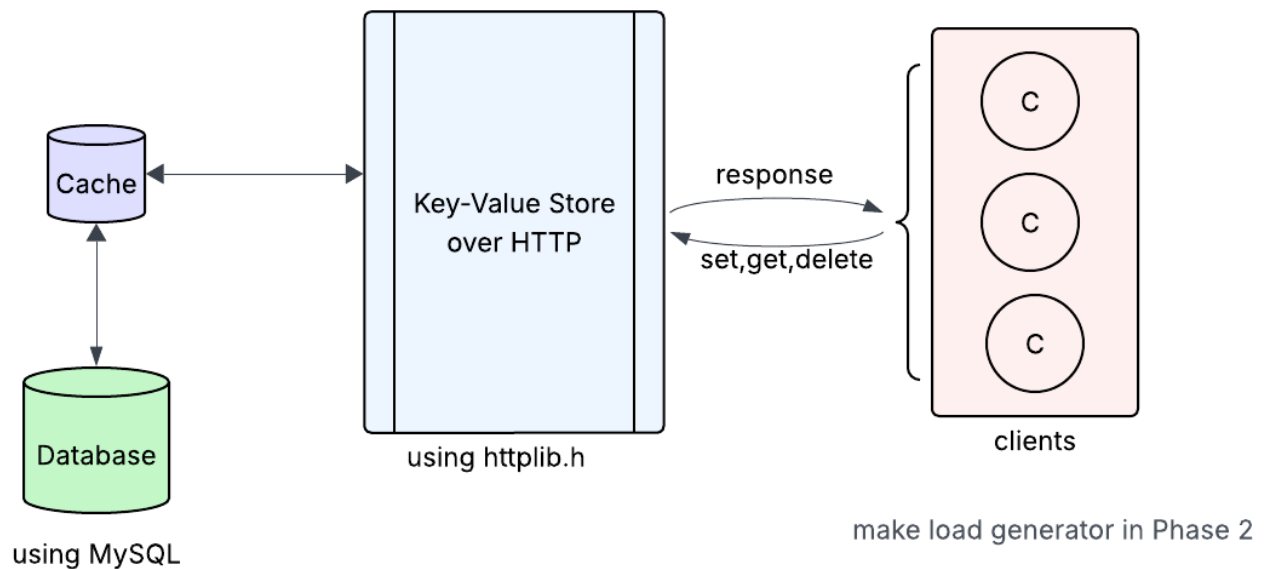 Cache
Database
using MySQL
Key-Value Store
over HTTP
using httplib.h
response
set,get,delete
C
C
C
clients
make load generator in Phase 2